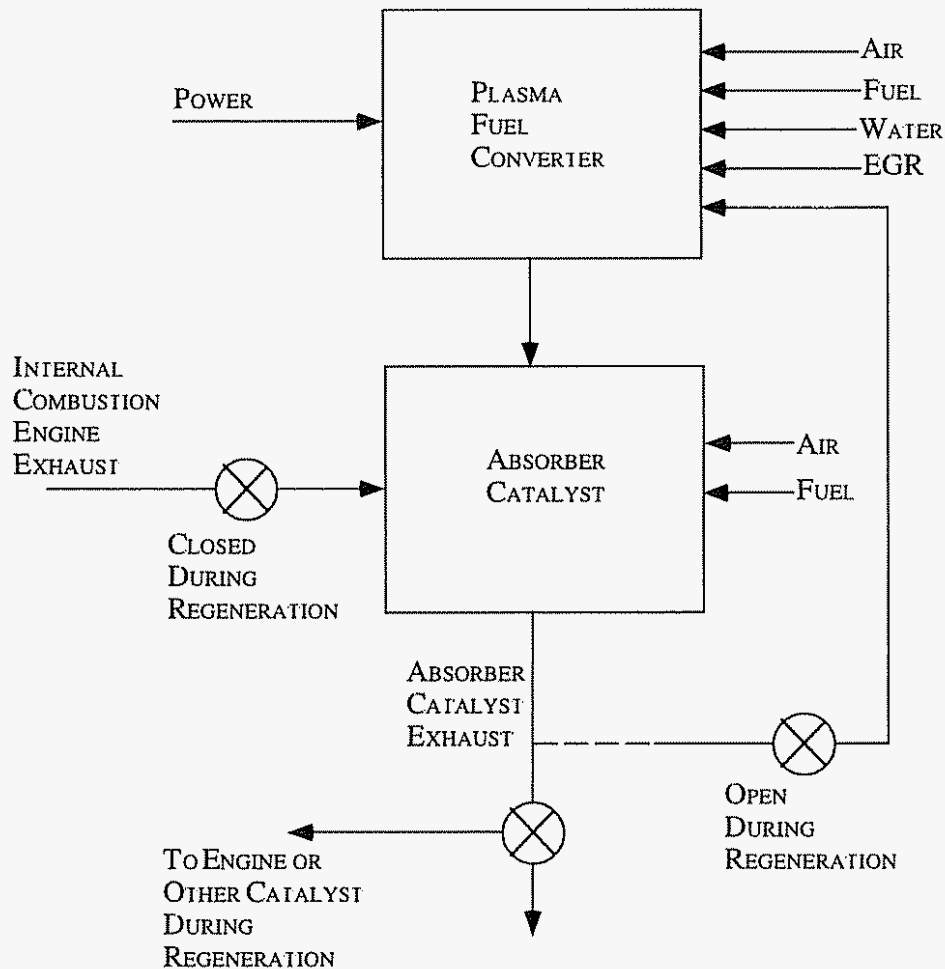 AIR
FUEL
WATER
EGR
POWER
PLASMA
FUEL
CONVERTER
INTERNAL
COMBUSTION
ENGINE
EXHAUST
CLOSED
DURING
REGENERATION
ABSORBER
CATALYST
AIR
FUEL
ABSORBER
CATALYST
EXHAUST
OPEN
DURING
REGENERATION
TO ENGINE OR
OTHER CATALYST
DURING
REGENERATION